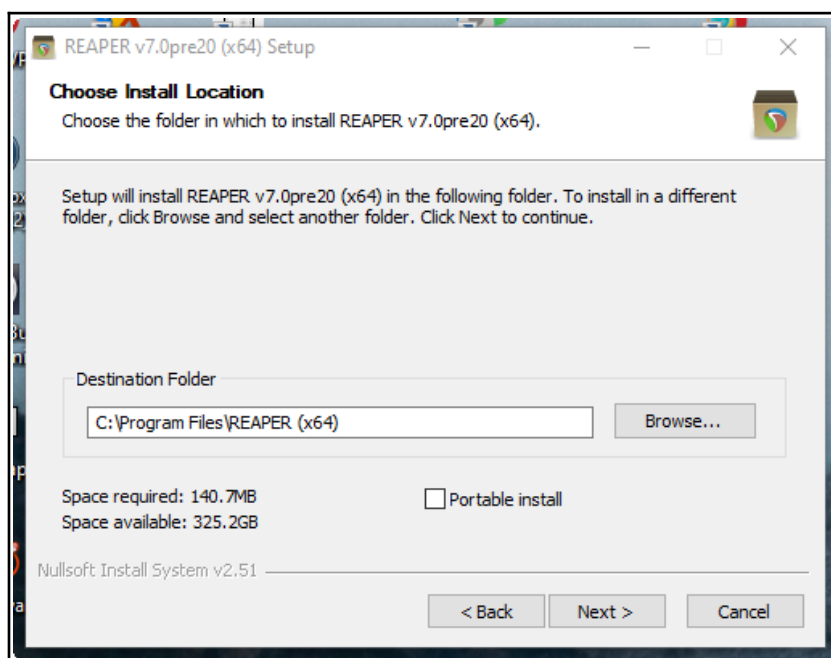 REAPER v7.0pre20 (x64) Setup
Choose Install Location
Choose the folder in which to install REAPER v7.0pre20 (x64).
Setup will install REAPER v7.0pre20 (x64) in the following folder. To install in a different
folder, click Browse and select another folder. Click Next to continue.
Destination Folder
C:\Program Files\REAPER (x64)
Browse...
Space required: 140.7MB
Portable install
Space available: 325.2GB
Nullsoft Install System v2.51
< Back
Next >
Cancel